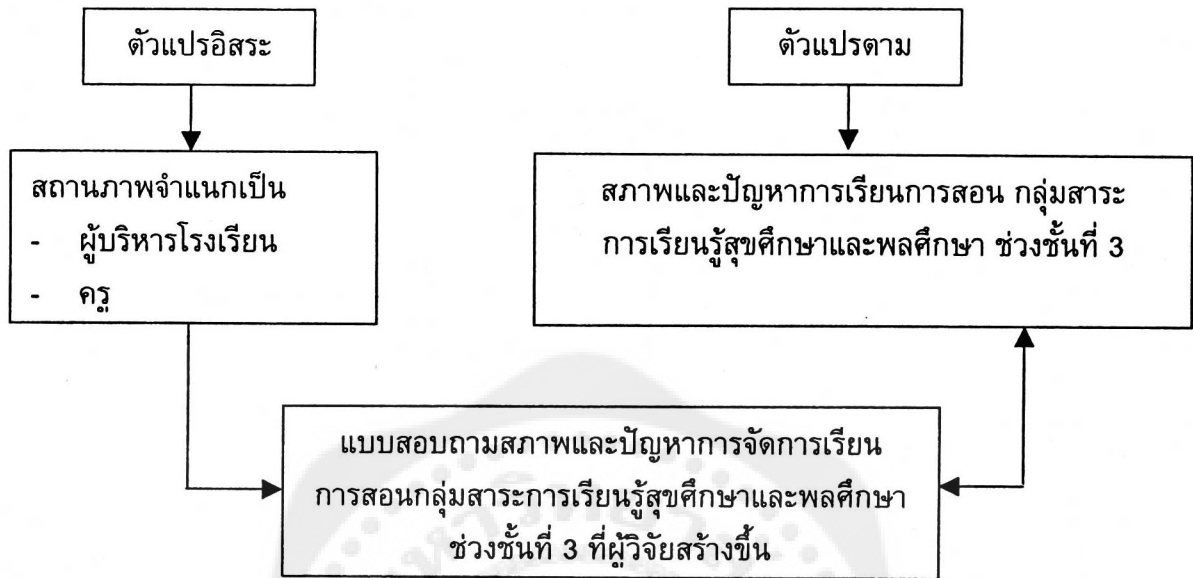 ตัวแปรอิสระ
ตัวแปรตาม
สถานภาพจำแนกเป็น
- ผู้บริหารโรงเรียน
- ครู
สภาพและปัญหาการเรียนการสอน กลุ่มสาระ
การเรียนรู้สุขศึกษาและพลศึกษา ช่วงชั้นที่ 3
แบบสอบถามสภาพและปัญหาการจัดการเรียน
การสอนกลุ่มสาระการเรียนรู้สุขศึกษาและพลศึกษา
ช่วงชั้นที่ 3 ที่ผู้วิจัยสร้างขึ้น